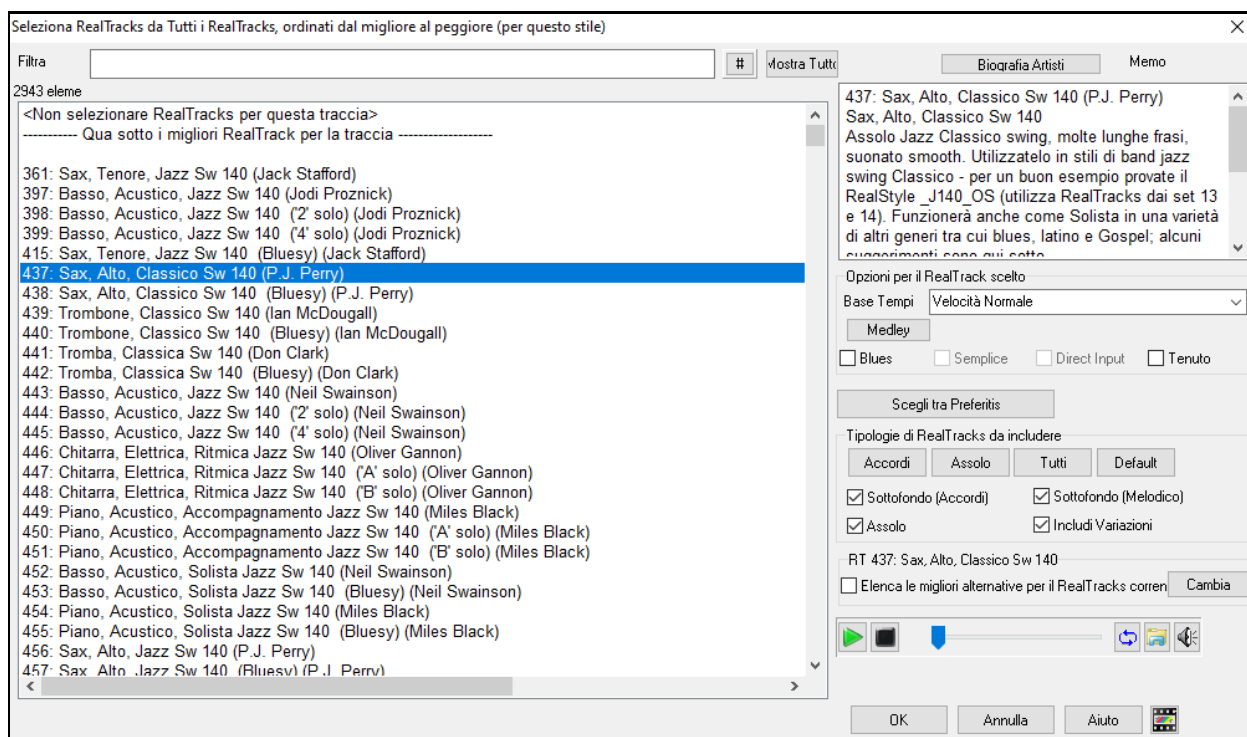 Seleziona RealTracks da Tutti i RealTracks, ordinati dal migliore al peggiore (per questo stile)
Filtra
#
Mostra Tutto
Biografia Artisti
Memo
2943 eleme
<Non selezionare RealTracks per questa traccia>
----------- Qua sotto i migliori RealTrack per la traccia -------------------
361: Sax, Tenore, Jazz Sw 140 (Jack Stafford)
397: Basso, Acustico, Jazz Sw 140 (Jodi Proznick)
398: Basso, Acustico, Jazz Sw 140 ('2' solo) (Jodi Proznick)
399: Basso, Acustico, Jazz Sw 140 ('4' solo) (Jodi Proznick)
415: Sax, Tenore, Jazz Sw 140 (Bluesy) (Jack Stafford)
437: Sax, Alto, Classico Sw 140 (P.J. Perry)
438: Sax, Alto, Classico Sw 140 (Bluesy) (P.J. Perry)
439: Trombone, Classico Sw 140 (Ian McDougall)
440: Trombone, Classico Sw 140 (Bluesy) (Ian McDougall)
441: Tromba, Classica Sw 140 (Don Clark)
442: Tromba, Classica Sw 140 (Bluesy) (Don Clark)
443: Basso, Acustico, Jazz Sw 140 (Neil Swainson)
444: Basso, Acustico, Jazz Sw 140 ('2' solo) (Neil Swainson)
445: Basso, Acustico, Jazz Sw 140 ('4' solo) (Neil Swainson)
446: Chitarra, Elettrica, Ritmica Jazz Sw 140 (Oliver Gannon)
447: Chitarra, Elettrica, Ritmica Jazz Sw 140 ('A' solo) (Oliver Gannon)
448: Chitarra, Elettrica, Ritmica Jazz Sw 140 ('B' solo) (Oliver Gannon)
449: Piano, Acustico, Accompagnamento Jazz Sw 140 (Miles Black)
450: Piano, Acustico, Accompagnamento Jazz Sw 140 ('A' solo) (Miles Black)
451: Piano, Acustico, Accompagnamento Jazz Sw 140 ('B' solo) (Miles Black)
452: Basso, Acustico, Solista Jazz Sw 140 (Neil Swainson)
453: Basso, Acustico, Solista Jazz Sw 140 (Bluesy) (Neil Swainson)
454: Piano, Acustico, Solista Jazz Sw 140 (Miles Black)
455: Piano, Acustico, Solista Jazz Sw 140 (Bluesy) (Miles Black)
456: Sax, Alto, Jazz Sw 140 (P.J. Perry)
457: Sax, Alto, Jazz Sw 140 (Bluesy) (P.J. Perry)
437: Sax, Alto, Classico Sw 140 (P.J. Perry)
Sax, Alto, Classico Sw 140
Assolo Jazz Classico swing, molte lunghe frasi,
suonato smooth. Utilizzatelo in stili di band jazz
swing Classico - per un buon esempio provate il
RealStyle _J140_OS (utilizza RealTracks dai set 13
e 14). Funzionerà anche come Solista in una varietà
di altri generi tra cui blues, latino e Gospel; alcuni
suggerimenti sono qui sotto
Opzioni per il RealTrack scelto
Base Tempi
Velocità Normale
Medley
Blues
Semplice
Direct Input
Tenuto
Scegli tra Preferitis
Tipologie di RealTracks da includere
Accordi
Assolo
Tutti
Default
Sottofondo (Accordi)
Sottofondo (Melodico)
Assolo
Includi Variazioni
RT 437: Sax, Alto, Classico Sw 140
Elenca le migliori alternative per il RealTracks corren
Cambia
OK
Annulla
Aiuto